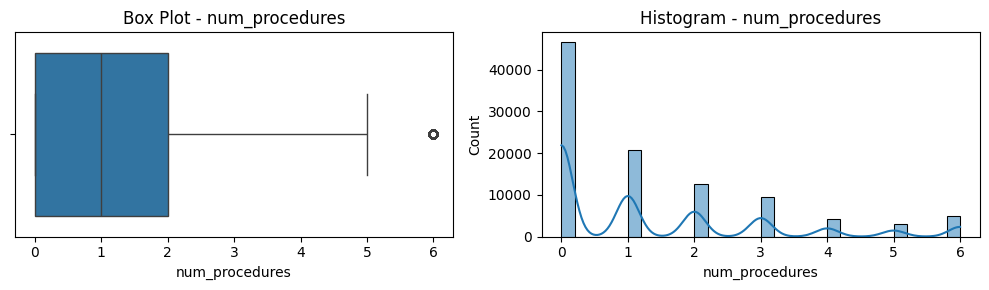 Box Plot - num_procedures
0 1 2 3 4 5 6
num_procedures
Histogram - num_procedures
Count
40000
30000
20000
10000
0
0 1 2 3 4 5 6
num_procedures